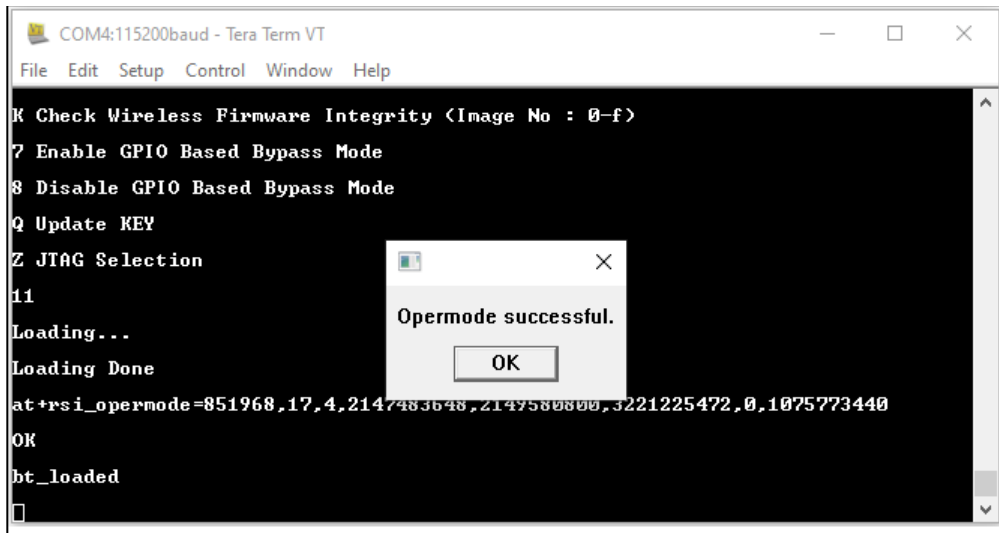 COM4:115200baud - Tera Term VT
File Edit Setup Control Window Help
K Check Wireless Firmware Integrity (Image No : 0-f)
7 Enable GPIO Based Bypass Mode
8 Disable GPIO Based Bypass Mode
Q Update KEY
Z JTAG Selection
11
Loading...
Loading Done
at+rsi_opermode=851968,17,4,2147483648,2149580800,3221225472,0,1075773440
OK
bt_loaded
Opermode successful.
OK